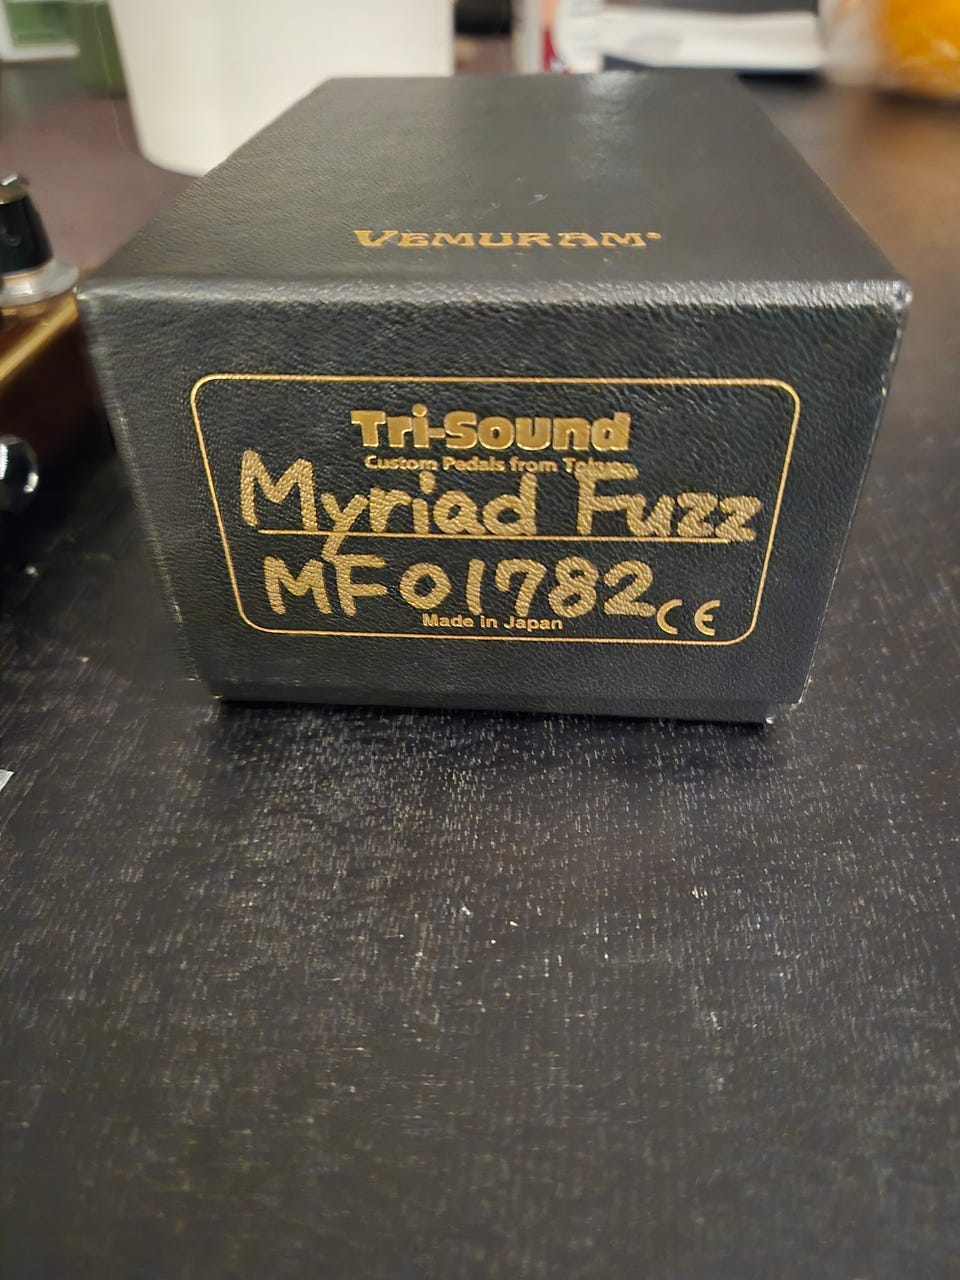 VEMURAM
Tri-Sound
Custom Pedals from Tokyo
Myriad Fuzz
MF01782
Made in Japan
CE